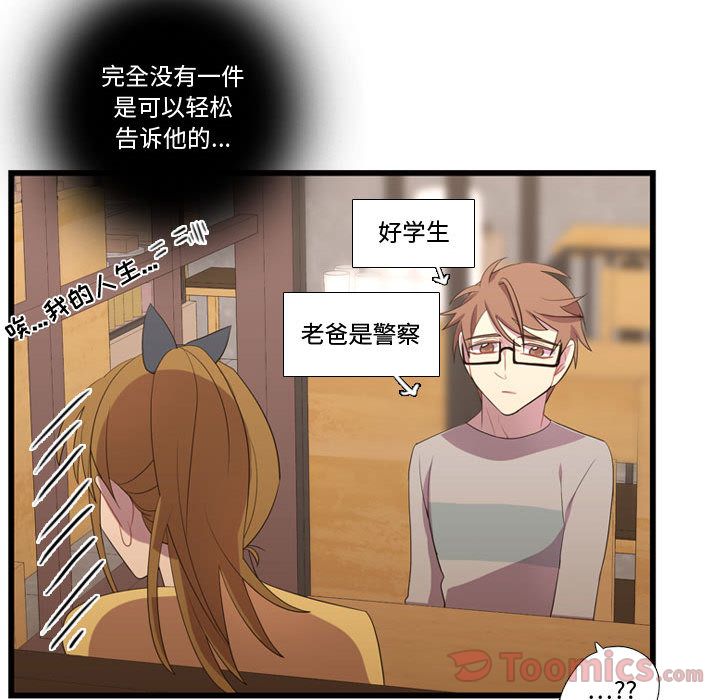 完全没有一件
是可以轻松
告诉他的...
好学生
老爸是警察
唉...我的人生...
...??
Toomics.com